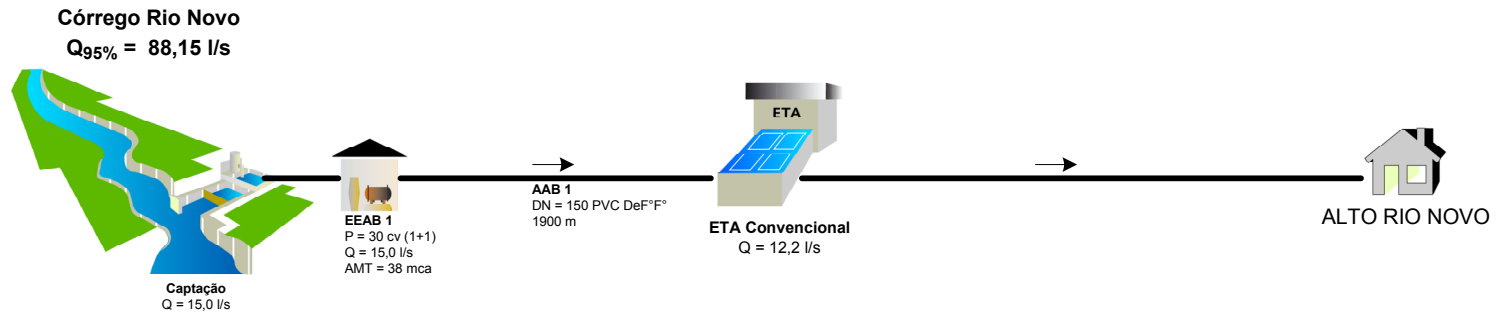 Córrego Rio Novo
Q95% = 88,15 l/s
ETA
AAB 1
DN = 150 PVC DeF°F°
1900 m
EEAB 1
P = 30 cv (1+1)
Q = 15,0 l/s
AMT = 38 mca
ETA Convencional
Q = 12,2 l/s
ALTO RIO NOVO
Captação
Q = 15,0 l/s